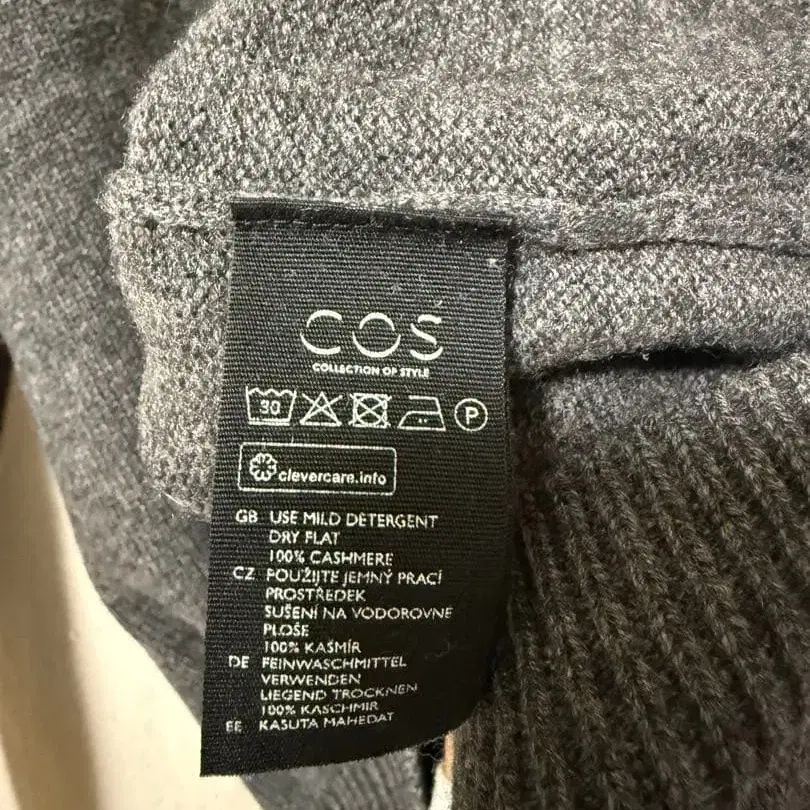 COS
COLLECTION OF STYLE
30 P
clevercare.info
GB USE MILD DETERGENT
DRY FLAT
100% CASHMERE
CZ POUŽIJTE JEMNÝ PRACÍ
PROSTŘEDEK
SUŠENÍ NA VODOROVNE
PLOŠE
100% KAŠMÍR
DE FEINWASCHMITTEL
VERWENDEN
LIEGEND TROCKNEN
100% KASCHMIR
EE KASUTA MAHEDAT